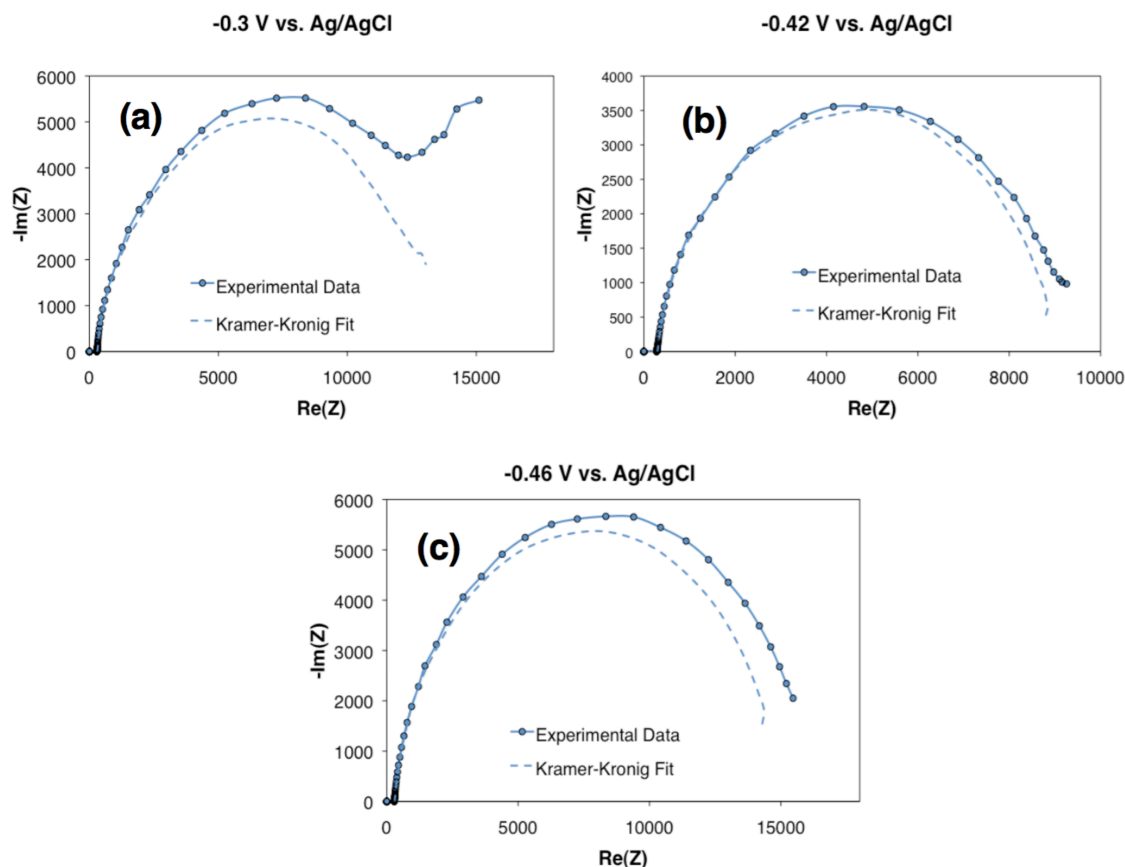 -0.3 V vs. Ag/AgCl
(a)
-Im(Z)
6000
5000
4000
3000
2000
1000
0
Experimental Data
Kramer-Kronig Fit
0
5000
10000
15000
Re(Z)
-0.42 V vs. Ag/AgCl
(b)
-Im(Z)
4000
3500
3000
2500
2000
1500
1000
500
0
Experimental Data
Kramer-Kronig Fit
0
2000
4000
6000
8000
10000
Re(Z)
-0.46 V vs. Ag/AgCl
(c)
-Im(Z)
6000
5000
4000
3000
2000
1000
0
Experimental Data
Kramer-Kronig Fit
0
5000
10000
15000
Re(Z)